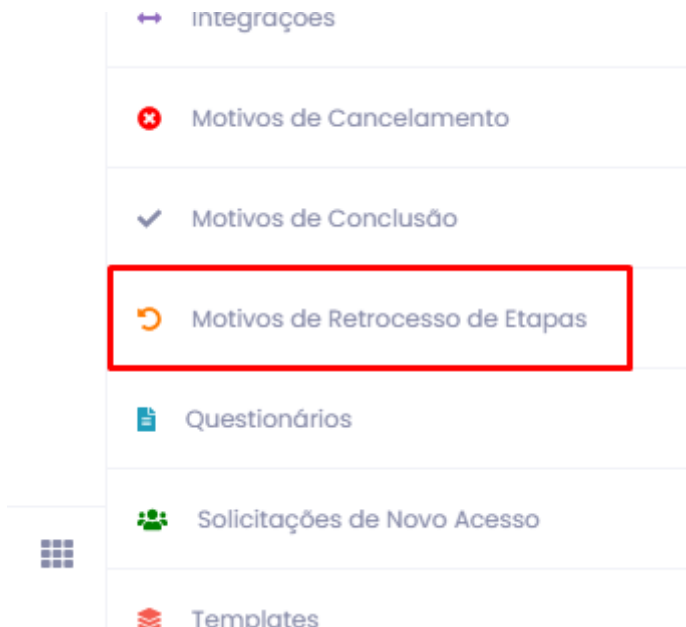 Integrações
Motivos de Cancelamento
Motivos de Conclusão
Motivos de Retrocesso de Etapas
Questionários
Solicitações de Novo Acesso
Templates